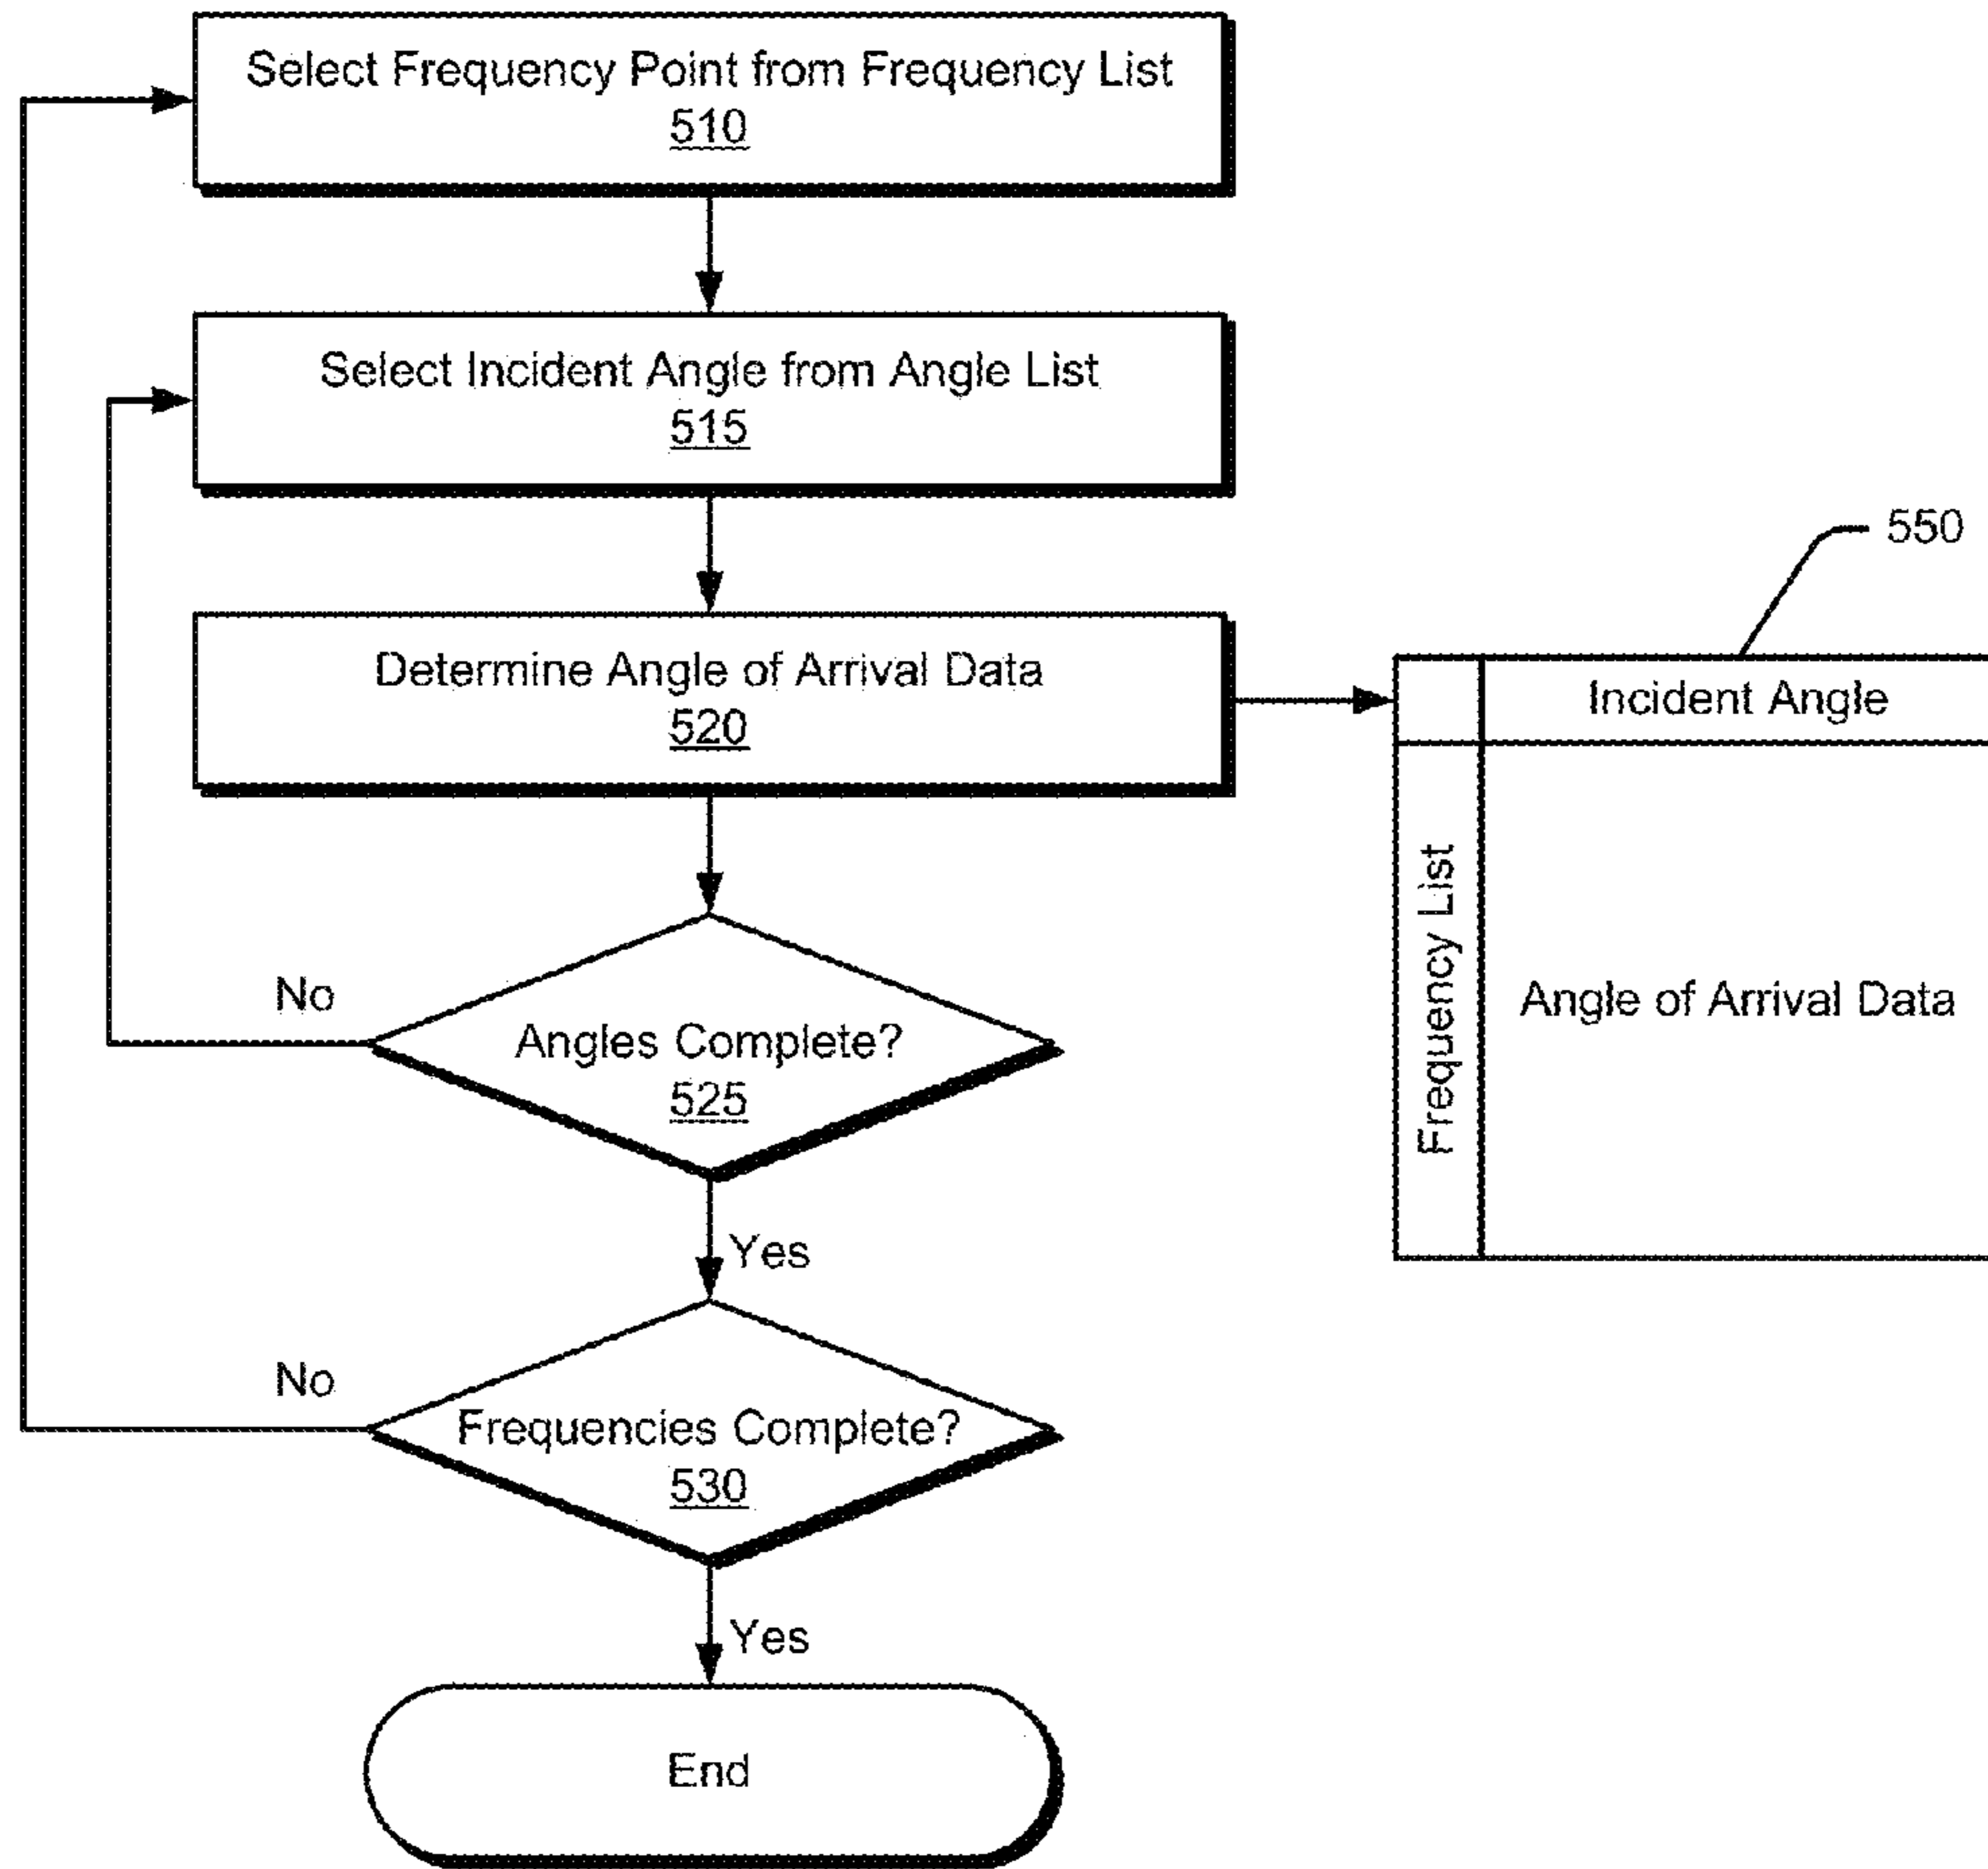 Select Frequency Point from Frequency List
510
Select Incident Angle from Angle List
515
Determine Angle of Arrival Data
520
550
Incident Angle
Frequency List
Angle of Arrival Data
No
Angles Complete?
525
Yes
No
Frequencies Complete?
530
Yes
End